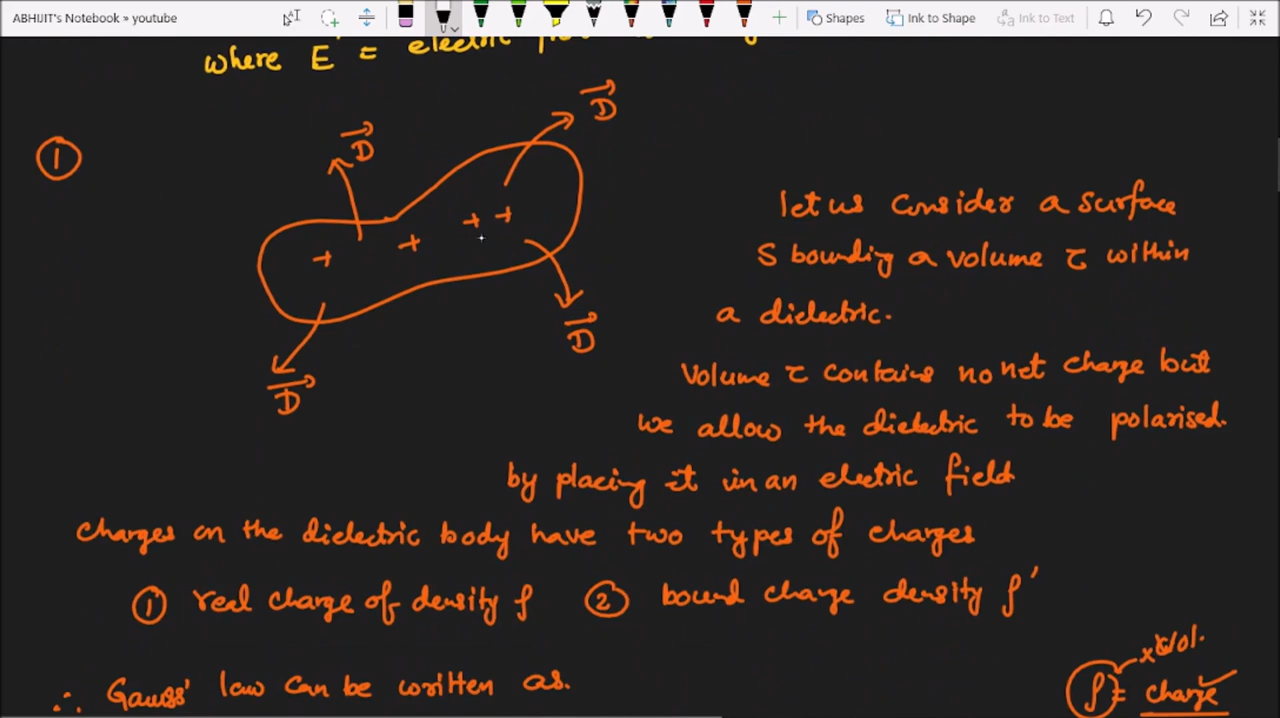 ABHIJIT's Notebook » youtube
Shapes
Ink to Shape
Ink to Text
where E = electric
①
D
D
D
D
+ + + +
let us consider a surface
S bounding a volume τ within
a dielectric.
Volume τ contains no net charge but
we allow the dielectric to be polarised.
by placing it in an electric field
Charges on the dielectric body have two types of charges
① real charge of density ρ ② bound charge density ρ'
∴ Gauss' law can be written as.
ρ = charge